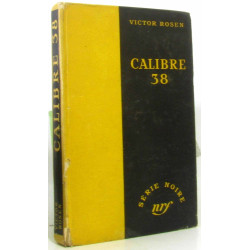 VICTOR ROSEN
CALIBRE
38
SÉRIE NOIRE
nrf
CALIBRE 38